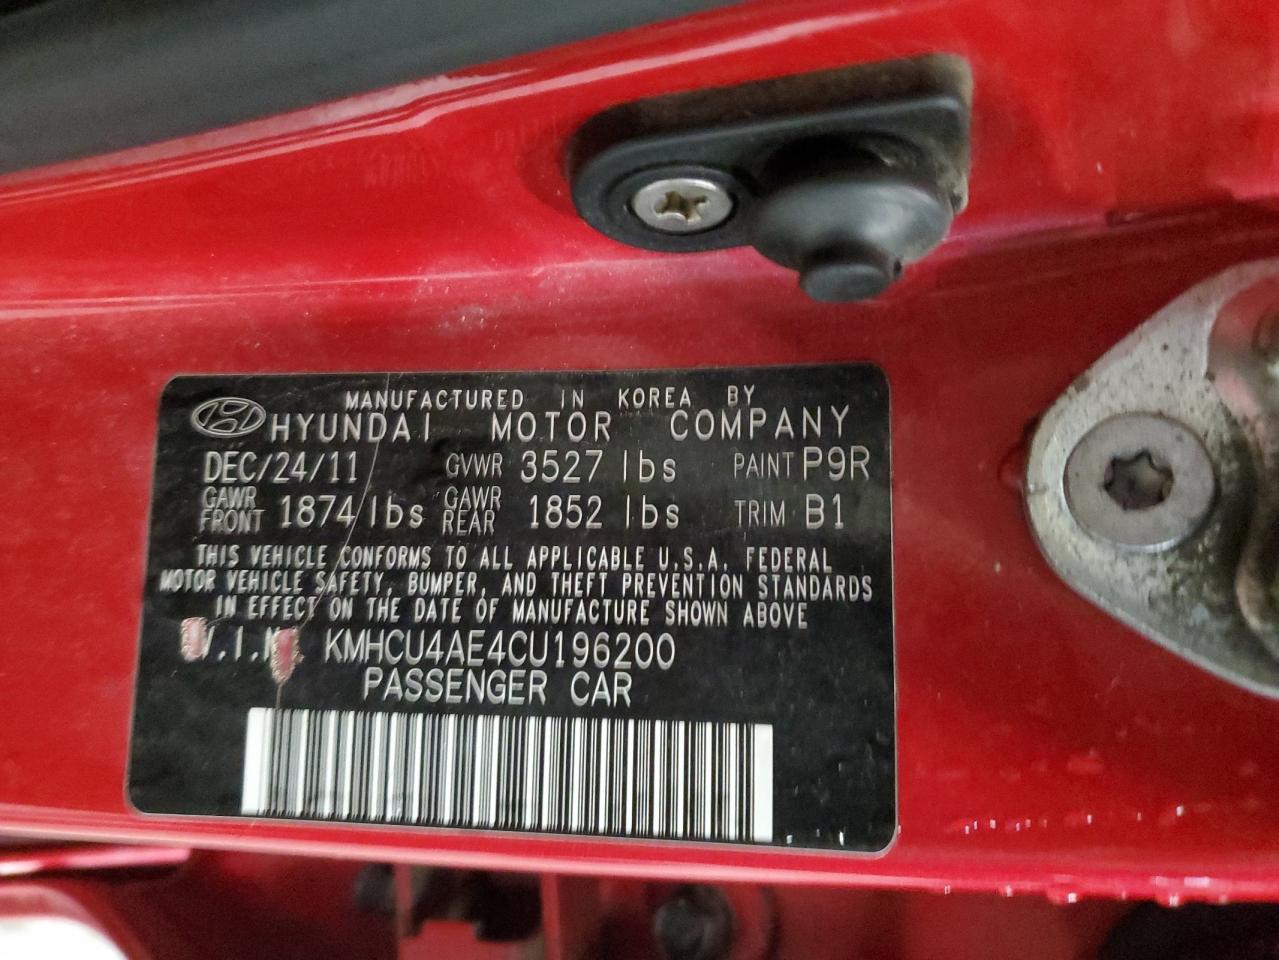 MANUFACTURED IN KOREA BY
HYUNDAI MOTOR COMPANY
DEC/24/11 GVWR 3527 lbs PAINT P9R
GAWR FRONT 1874 lbs GAWR REAR 1852 lbs TRIM B1
THIS VEHICLE CONFORMS TO ALL APPLICABLE U.S.A. FEDERAL
MOTOR VEHICLE SAFETY, BUMPER, AND THEFT PREVENTION STANDARDS
IN EFFECT ON THE DATE OF MANUFACTURE SHOWN ABOVE
V.I.N KMHCU4AE4CU196200
PASSENGER CAR